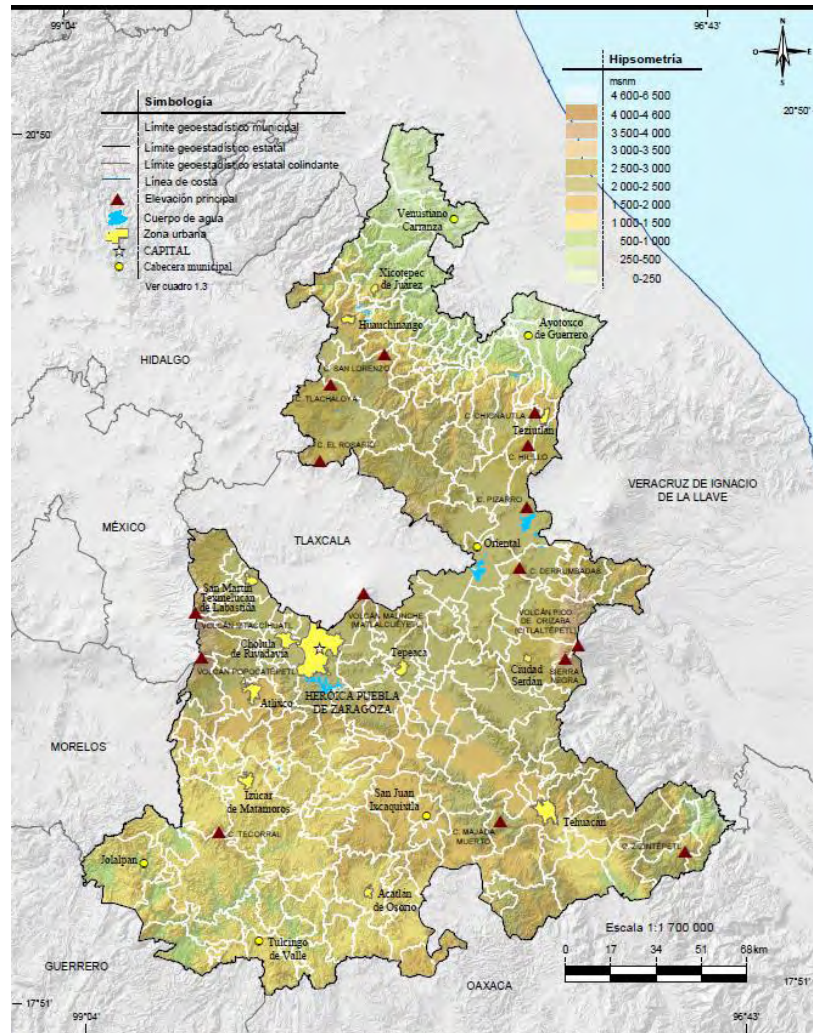 99°04'
96°43'
Simbología
Límite geoestadístico municipal
Límite geoestadístico estatal
Límite geoestadístico estatal colindante
Línea de costa
Elevación principal
Cuerpo de agua
Zona urbana
CAPITAL
Cabecera municipal
Ver cuadro 1.3
Hipsometría
msnm
4 600-6 500
4 000-4 600
3 500-4 000
3 000-3 500
2 500-3 000
2 000-2 500
1 500-2 000
1 000-1 500
500-1 000
250-500
0-250
N
O
E
S
20°50'
20°50'
Venustiano
Carranza
Xicotepec
de Juárez
Huauchinango
Ayotoxco
de Guerrero
HIDALGO
C. SAN LORENZO
C. TLACHALOYA
C. CHIGNAUTLA
Teziutlán
C. EL ROSARIO
C. HILILLO
C. PIZARRO
VERACRUZ DE IGNACIO
DE LA LLAVE
MÉXICO
TLAXCALA
Oriental
C. DERRUMBADAS
San Martín
Texmelucan
de Labastida
VOLCÁN IZTACCÍHUATL
VOLCÁN MALINCHE
(MATLALCUÉYETL)
VOLCÁN PICO
DE ORIZABA
(CITLALTÉPETL)
Cholula
de Rivadavia
VOLCÁN POPOCATÉPETL
Tepeaca
Ciudad
Serdán
SIERRA
NEGRA
HEROICA PUEBLA
DE ZARAGOZA
Atlixco
MORELOS
Izúcar
de Matamoros
San Juan
Ixcaquixtla
C. TECORRAL
C. MAJADA
MUERTO
Tehuacán
C. ZIZINTÉPETL
Jolalpan
Acatlán
de Osorio
Tulcingo
de Valle
Escala 1:1 700 000
0 17 34 51 68 km
GUERRERO
OAXACA
17°51'
17°51'
99°04'
96°43'